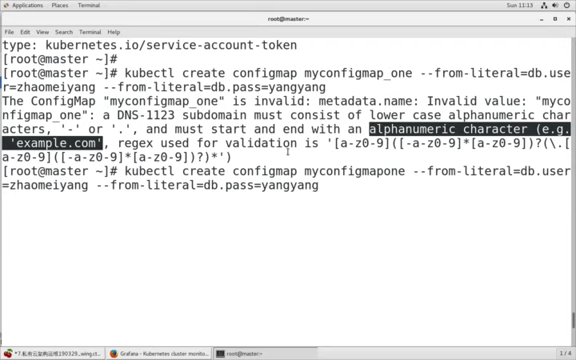 Applications Places Terminal Sun 11:13
root@master:~
File Edit View Search Terminal Help
type: kubernetes.io/service-account-token
[root@master ~]#
[root@master ~]# kubectl create configmap myconfigmap_one --from-literal=db.use
r=zhaomeiyang --from-literal=db.pass=yangyang
The ConfigMap "myconfigmap_one" is invalid: metadata.name: Invalid value: "myco
nfigmap_one": a DNS-1123 subdomain must consist of lower case alphanumeric char
acters, '-' or '.', and must start and end with an alphanumeric character (e.g.
'example.com', regex used for validation is '[a-z0-9]([-a-z0-9]*[a-z0-9])?(\.[
a-z0-9]([-a-z0-9]*[a-z0-9])?)*')
[root@master ~]# kubectl create configmap myconfigmapone --from-literal=db.user
=zhaomeiyang --from-literal=db.pass=yangyang
Grafana - Kubernetes cluster monito... root@master:~ 1 / 4